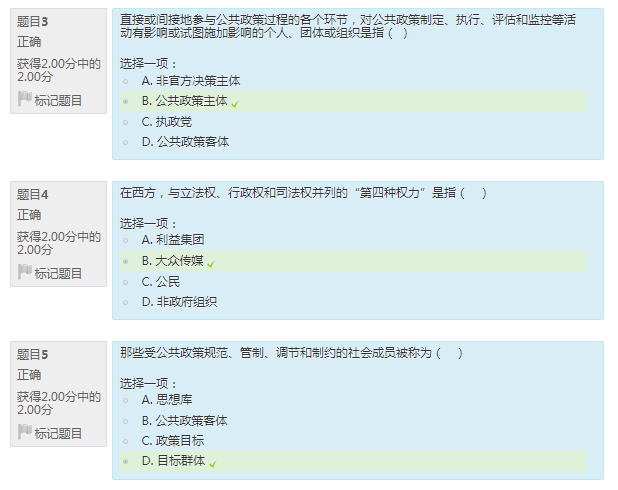 题目3
正确
获得2.00分中的
2.00分
标记题目
直接或间接地参与公共政策过程的各个环节，对公共政策制定、执行、评估和监控等活
动有影响或试图施加影响的个人、团体或组织是指（ ）
选择一项：
A. 非官方决策主体
B. 公共政策主体
C. 执政党
D. 公共政策客体
题目4
正确
获得2.00分中的
2.00分
标记题目
在西方，与立法权、行政权和司法权并列的“第四种权力”是指（ ）
选择一项：
A. 利益集团
B. 大众传媒
C. 公民
D. 非政府组织
题目5
正确
获得2.00分中的
2.00分
标记题目
那些受公共政策规范、管制、调节和制约的社会成员被称为（ ）
选择一项：
A. 思想库
B. 公共政策客体
C. 政策目标
D. 目标群体